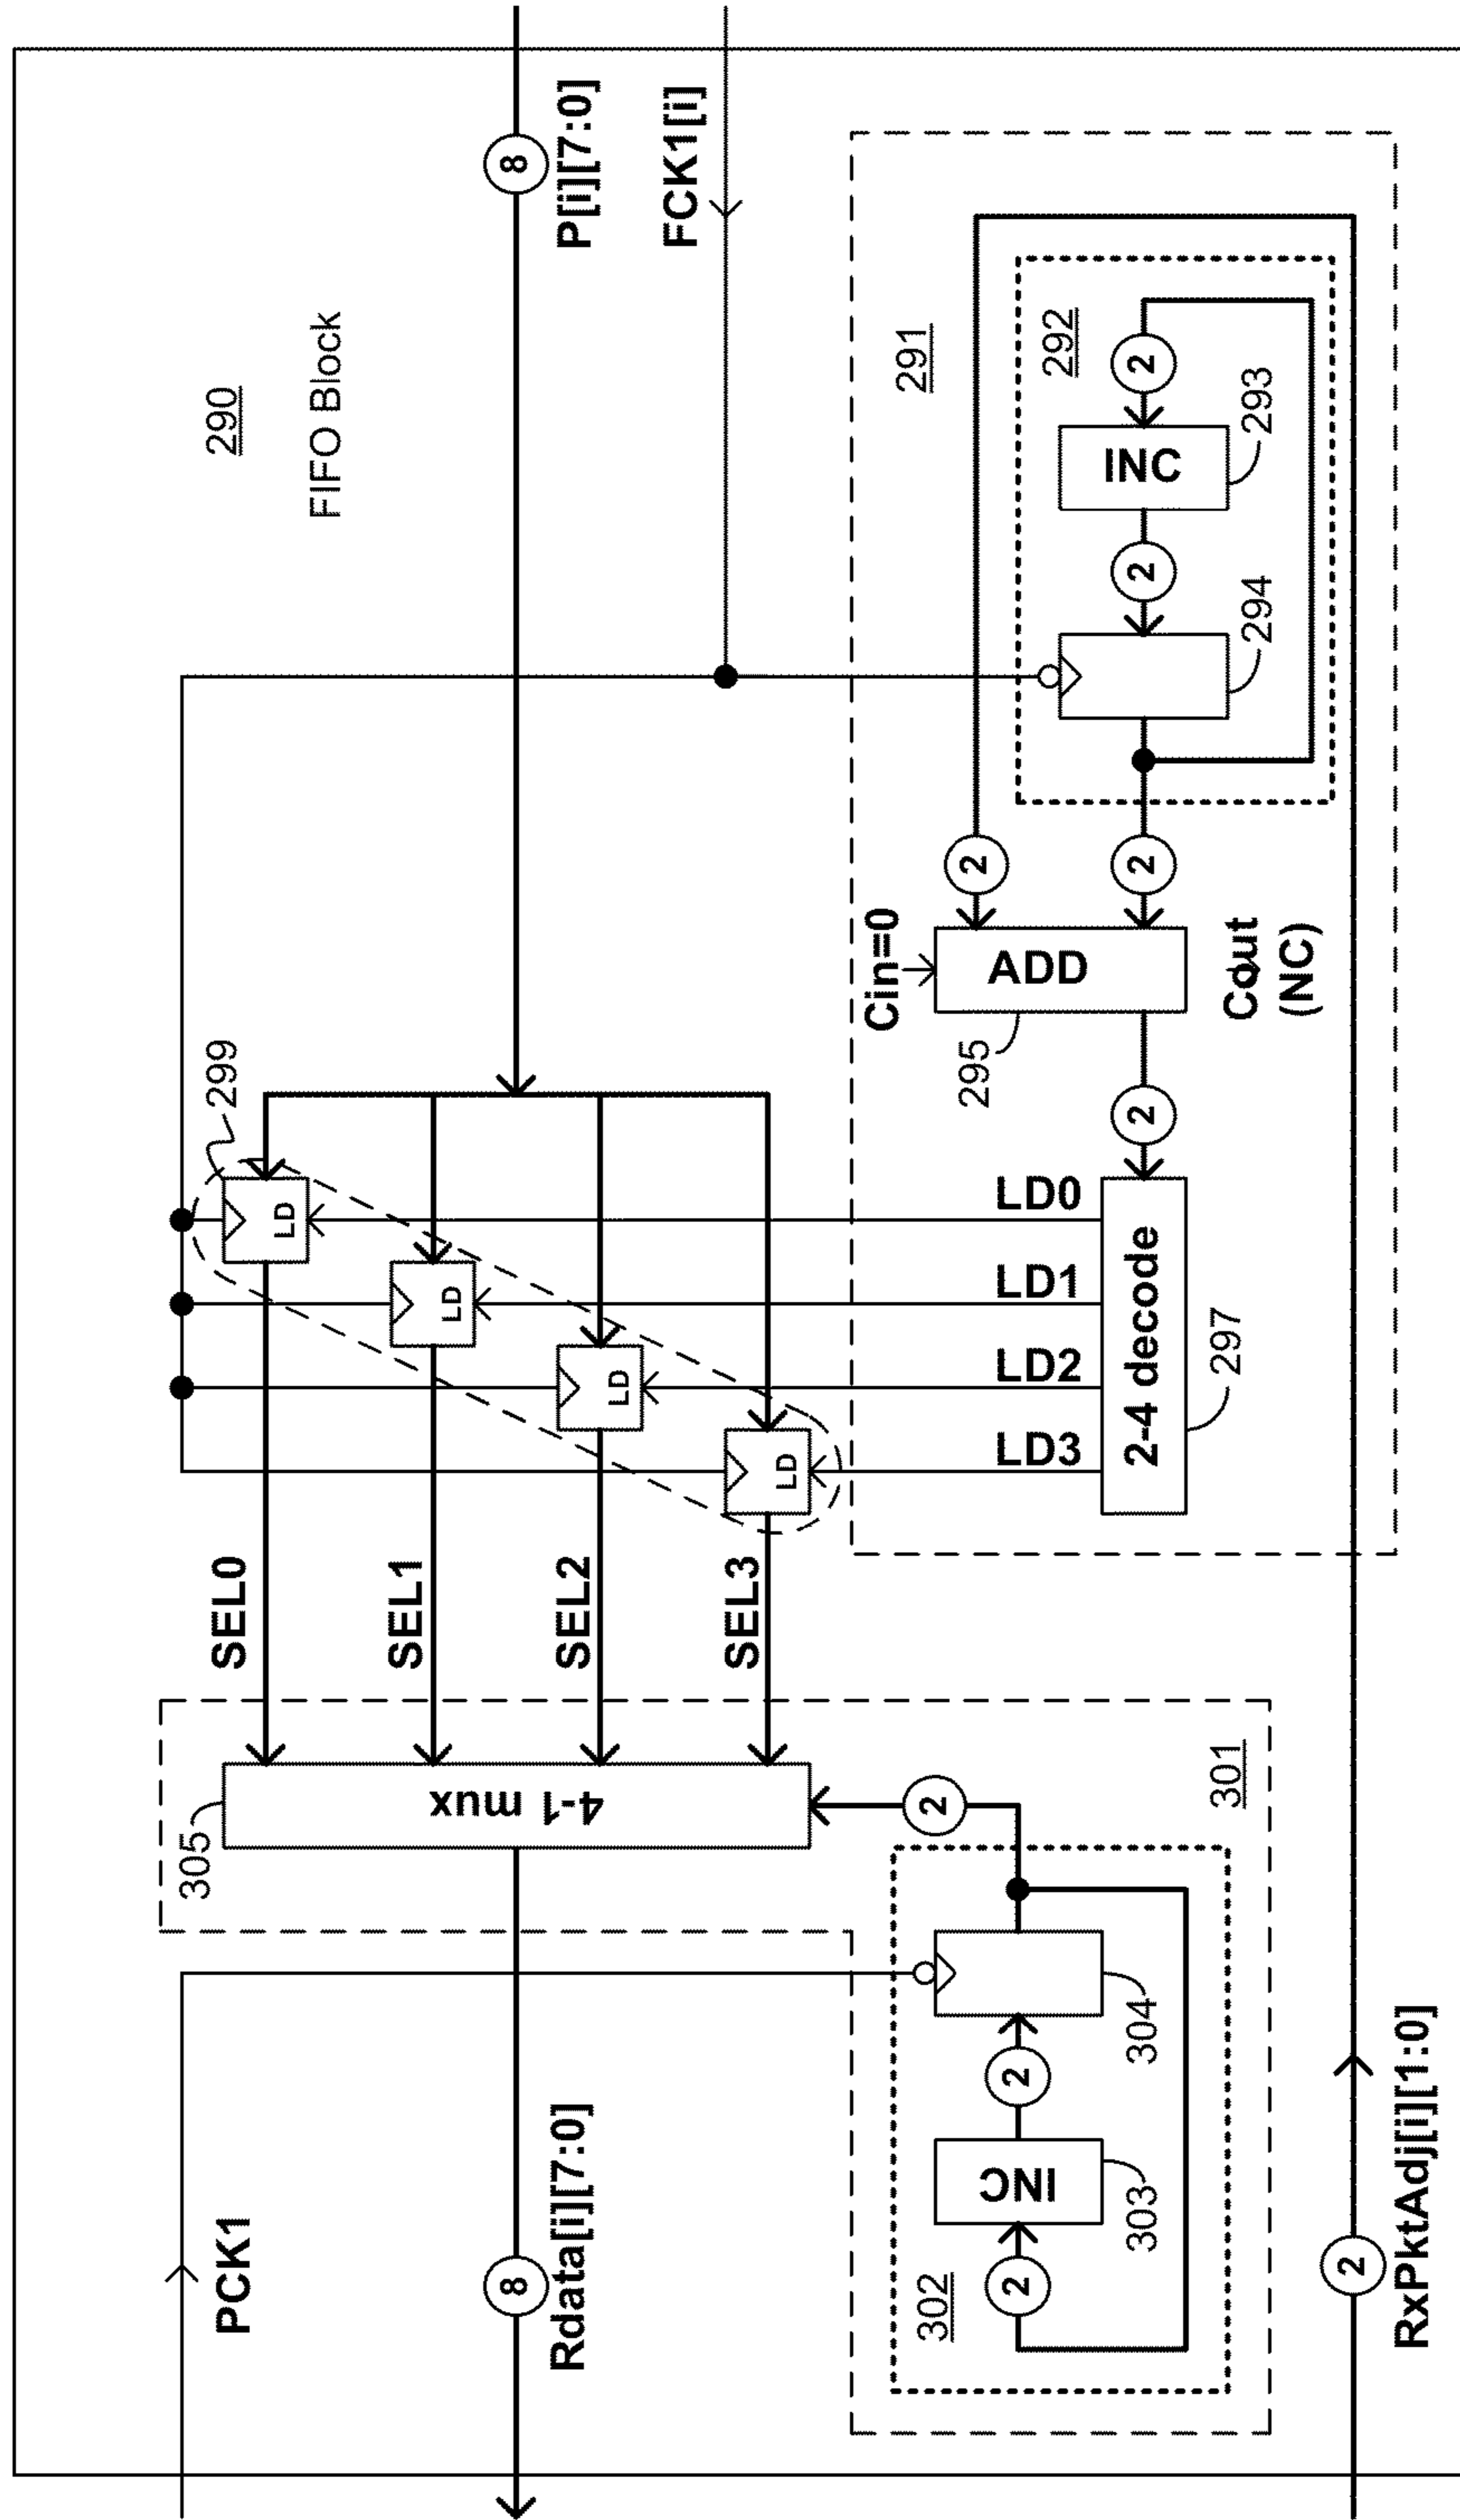 290
FIFO Block
PCK1
Rdata[i][7:0]
8
305
4-1 mux
SEL0
SEL1
SEL2
SEL3
299
LD
LD
LD
LD
8
P[i][7:0]
FCK1[i]
301
302
2
INC
303
2
304
2
LD3
LD2
LD1
LD0
2-4 decode
297
2
Cin=0
ADD
295
Cout
(NC)
2
2
291
292
294
2
INC
293
2
2
RxPktAdj[i][1:0]